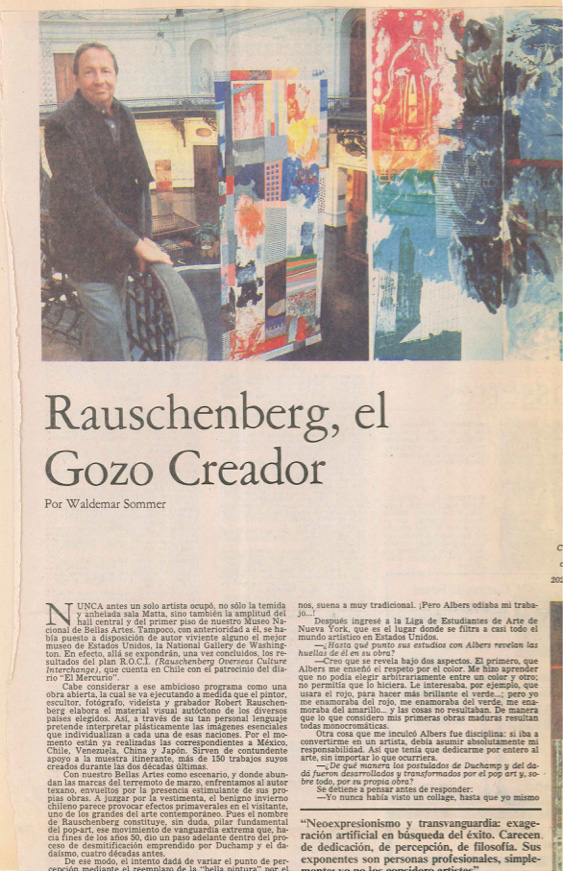 Rauschenberg, el
Gozo Creador
Por Waldemar Sommer
NUNCA antes un solo artista ocupó, no sólo la temida
y anhelada sala Matta, sino también la amplitud del
hall central y del primer piso de nuestro Museo Na-
cional de Bellas Artes. Tampoco, con anterioridad a él, se ha-
bía puesto a disposición de autor viviente alguno el mejor
museo de Estados Unidos, la National Gallery de Washing-
ton. En efecto, allá se expondrán, una vez concluidos, los re-
sultados del plan R.O.C.I. (Rauschenberg Overseas Culture
Interchange), que cuenta en Chile con el patrocinio del dia-
rio "El Mercurio".
Cabe considerar a ese ambicioso programa como una
obra abierta, la cual se va ejecutando a medida que el pintor,
escultor, fotógrafo, videista y grabador Robert Rauschen-
berg elabora el material visual autóctono de los diversos
países elegidos. Así, a través de su tan personal lenguaje
pretende interpretar plásticamente las imágenes esenciales
que individualizan a cada una de esas naciones. Por el mo-
mento están ya realizadas las correspondientes a México,
Chile, Venezuela, China y Japón. Sirven de contundente
apoyo a la muestra itinerante, más de 150 trabajos suyos
creados durante las dos décadas últimas.
Con nuestro Bellas Artes como escenario, y donde abun-
dan las marcas del terremoto de marzo, enfrentamos al autor
texano, envueltos por la presencia estimulante de sus pro-
pias obras. A juzgar por la vestimenta, el benigno invierno
chileno parece provocar efectos primaverales en el visitante,
uno de los grandes del arte contemporáneo. Pues el nombre
de Rauschenberg constituye, sin duda, pilar fundamental
del pop-art, ese movimiento de vanguardia extrema que, ha-
cia fines de los años 50, dio un paso adelante dentro del pro-
ceso de desmitificación emprendido por Duchamp y el da-
daísmo, cuatro décadas antes.
De ese modo, el intento dadá de variar el punto de per-
cepción mediante el reemplazo de la "bella pintura" por el
nos, suena a muy tradicional. ¡Pero Albers odiaba mi traba-
jo...!
Después ingresé a la Liga de Estudiantes de Arte de
Nueva York, que es el lugar donde se filtra a casi todo el
mundo artístico en Estados Unidos.
—¿Hasta qué punto sus estudios con Albers revelan las
huellas de él en su obra?
—Creo que se revela bajo dos aspectos. El primero, que
Albers me enseñó el respeto por el color. Me hizo aprender
que no podía elegir arbitrariamente entre un color y otro;
no permitía que lo hiciera. Le interesaba, por ejemplo, que
usara el rojo, para hacer más brillante el verde...; pero yo
me enamoraba del rojo, me enamoraba del verde, me ena-
moraba del amarillo... y las cosas no resultaban. De manera
que lo que considero mis primeras obras maduras resultan
todas monocromáticas.
Otra cosa que me inculcó Albers fue disciplina: si iba a
convertirme en un artista, debía asumir absolutamente mi
responsabilidad. Así que tenía que dedicarme por entero al
arte, sin importar lo que ocurriera.
—¿De qué manera los postulados de Duchamp y del da-
dá fueron desarrollados y transformados por el pop art y, so-
bre todo, por su propia obra?
Se detiene a pensar antes de responder:
—Yo nunca había visto un collage, hasta que yo mismo
"Neoexpresionismo y transvanguardia: exage-
ración artificial en búsqueda del éxito. Carecen
de dedicación, de percepción, de filosofía. Sus
exponentes son personas profesionales, simple-
mente: yo no los considero artistas"